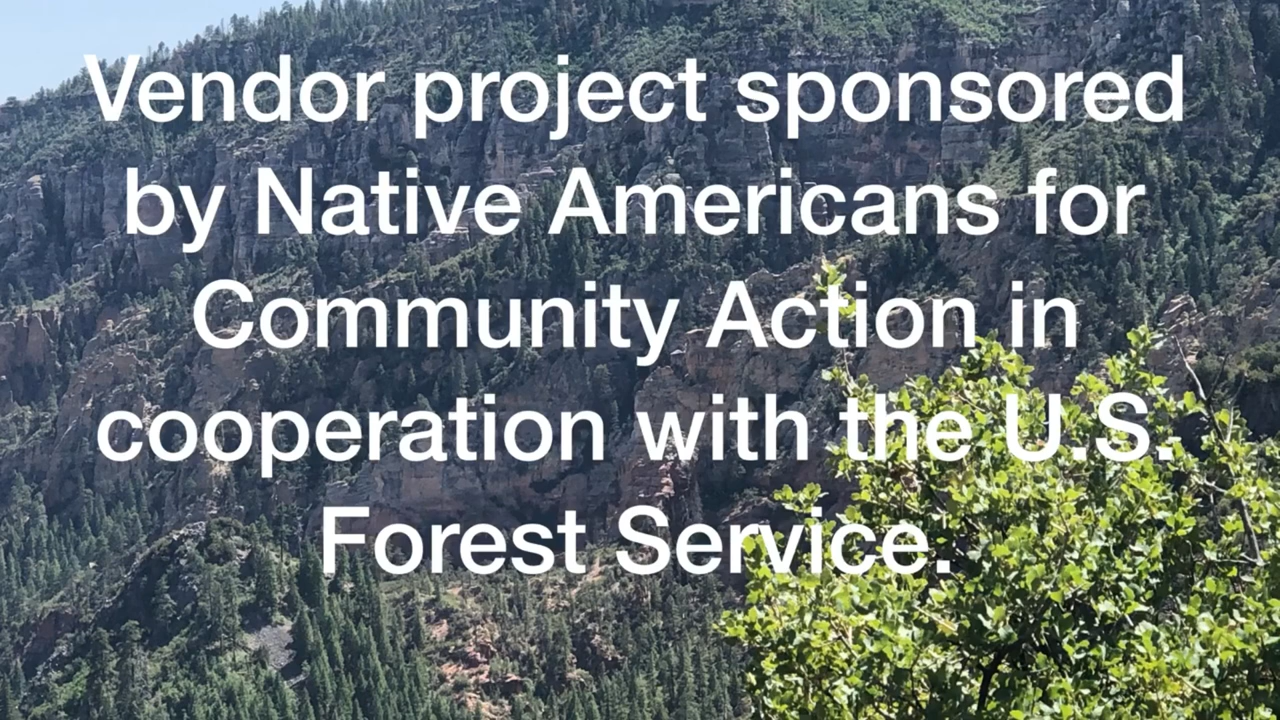 Vendor project sponsored
by Native Americans for
Community Action in
cooperation with the U.S.
Forest Service.